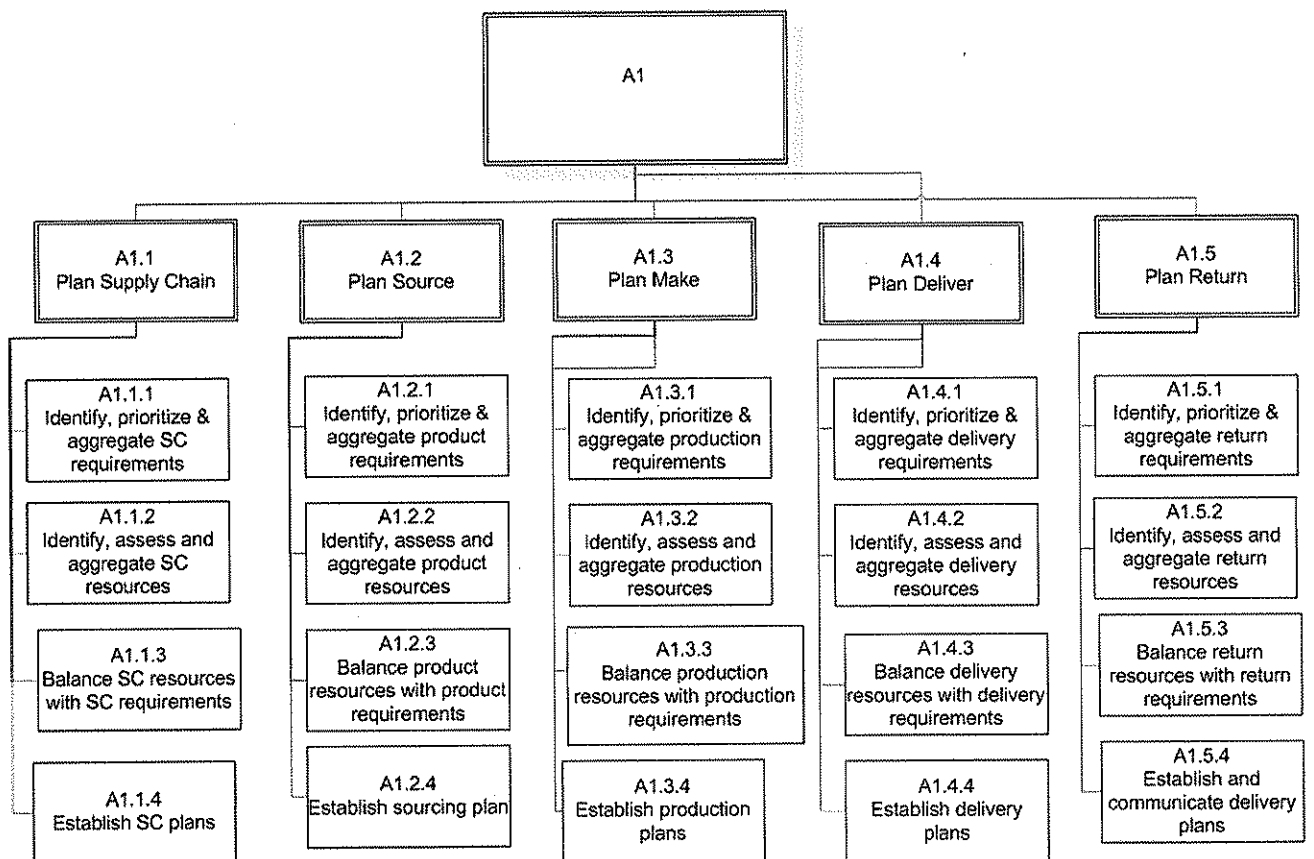 A1
A1.1
Plan Supply Chain
A1.2
Plan Source
A1.3
Plan Make
A1.4
Plan Deliver
A1.5
Plan Return
A1.1.1
Identify, prioritize &
aggregate SC
requirements
A1.1.2
Identify, assess and
aggregate SC
resources
A1.1.3
Balance SC resources
with SC requirements
A1.1.4
Establish SC plans
A1.2.1
Identify, prioritize &
aggregate product
requirements
A1.2.2
Identify, assess and
aggregate product
resources
A1.2.3
Balance product
resources with product
requirements
A1.2.4
Establish sourcing plan
A1.3.1
Identify, prioritize &
aggregate production
requirements
A1.3.2
Identify, assess and
aggregate production
resources
A1.3.3
Balance production
resources with production
requirements
A1.3.4
Establish production
plans
A1.4.1
Identify, prioritize &
aggregate delivery
requirements
A1.4.2
Identify, assess and
aggregate delivery
resources
A1.4.3
Balance delivery
resources with delivery
requirements
A1.4.4
Establish delivery
plans
A1.5.1
Identify, prioritize &
aggregate return
requirements
A1.5.2
Identify, assess and
aggregate return
resources
A1.5.3
Balance return
resources with return
requirements
A1.5.4
Establish and
communicate delivery
plans